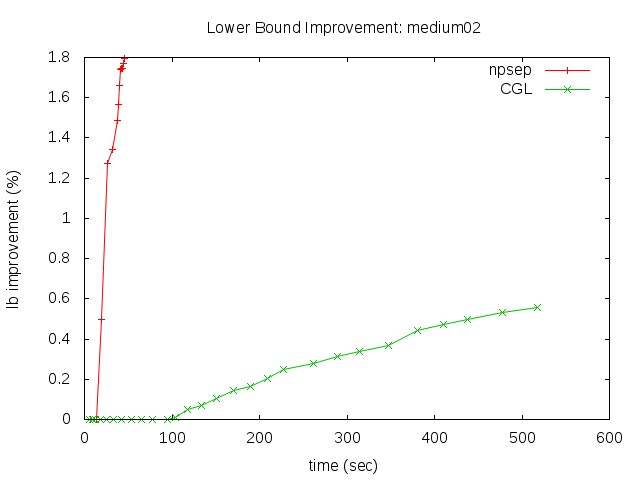 Lower Bound Improvement: medium02
npsep
CGL
1.8
1.6
1.4
1.2
1
0.8
0.6
0.4
0.2
0
lb improvement (%)
0 100 200 300 400 500 600
time (sec)